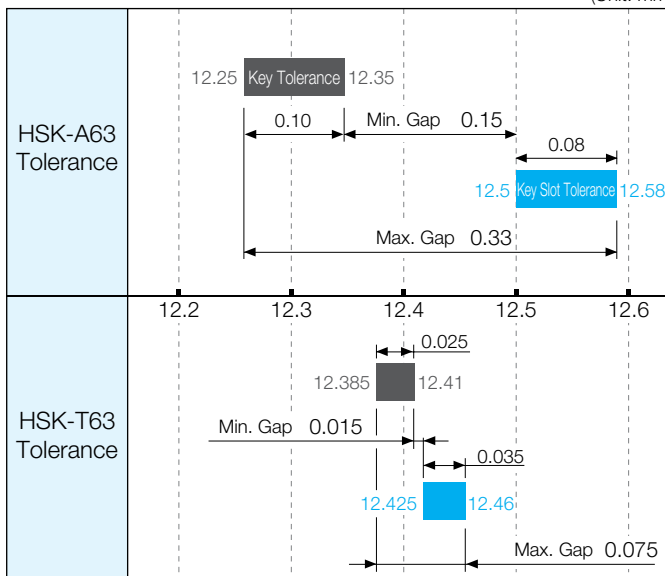 12.25 Key Tolerance 12.35
0.10 Min. Gap 0.15
HSK-A63
Tolerance
0.08
12.5 Key Slot Tolerance 12.58
Max. Gap 0.33
12.2 12.3 12.4 12.5 12.6
0.025
12.385 12.41
HSK-T63
Tolerance
Min. Gap 0.015
0.035
12.425 12.46
Max. Gap 0.075